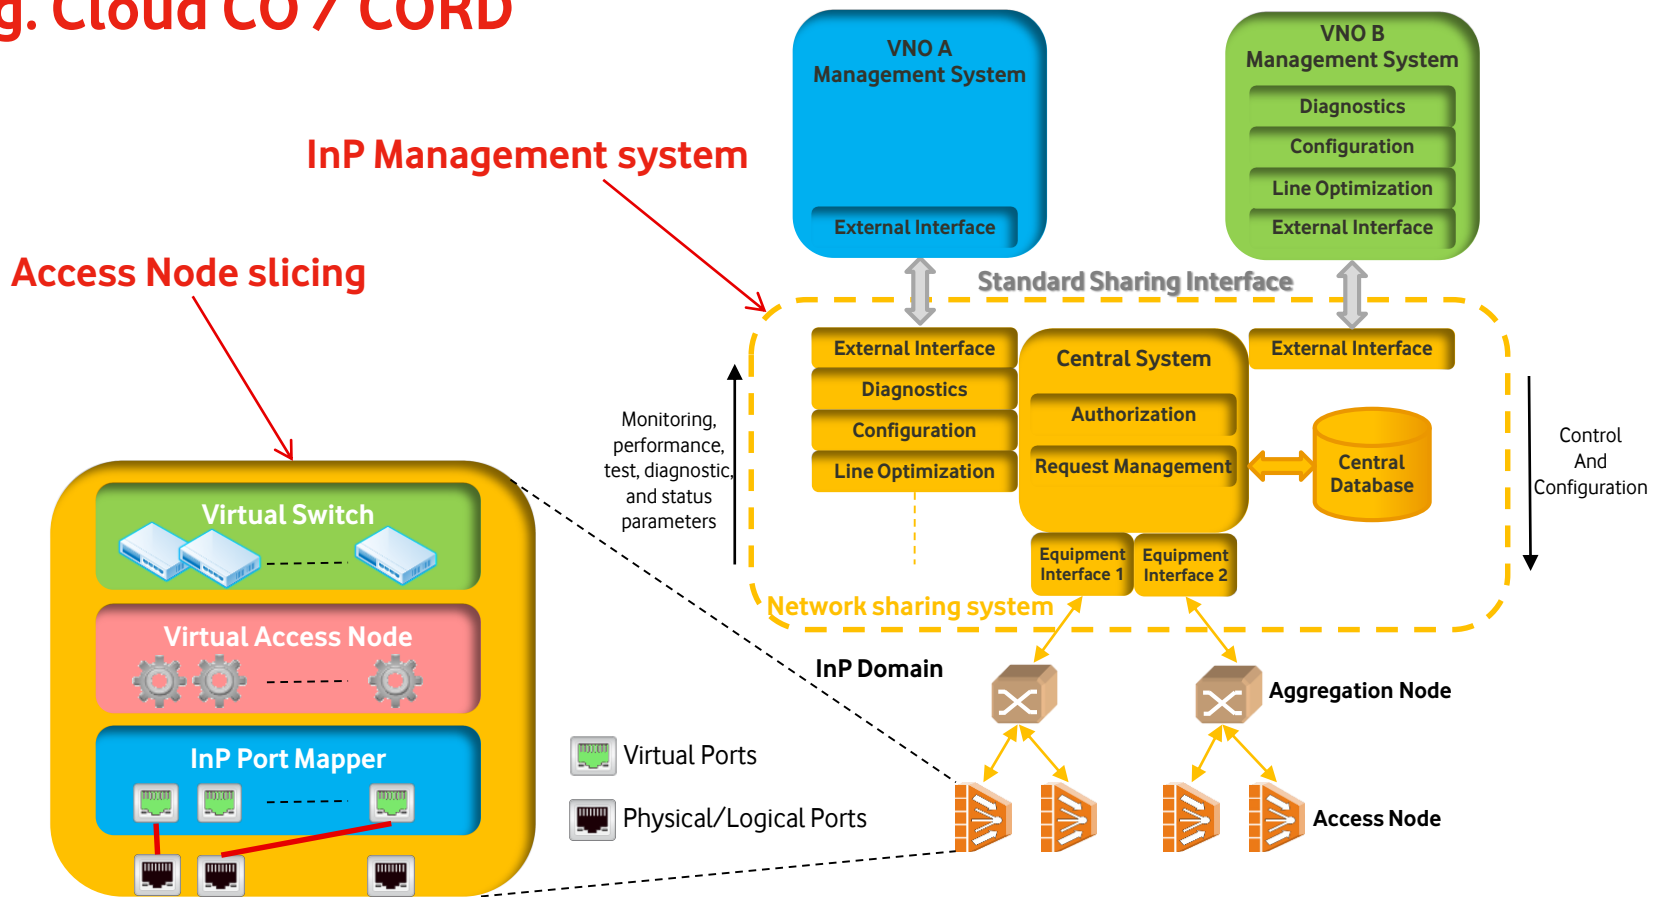 g. Cloud CO / CORD
VNO A
Management System
External Interface
VNO B
Management System
Diagnostics
Configuration
Line Optimization
External Interface
InP Management system
Access Node slicing
Standard Sharing Interface
External Interface
Diagnostics
Configuration
Line Optimization
Central System
Authorization
Request Management
External Interface
Central
Database
Equipment
Interface 1
Equipment
Interface 2
Network sharing system
Monitoring,
performance,
test, diagnostic,
and status
parameters
Control
And
Configuration
Virtual Switch
Virtual Access Node
InP Port Mapper
InP Domain
Aggregation Node
Virtual Ports
Physical/Logical Ports
Access Node